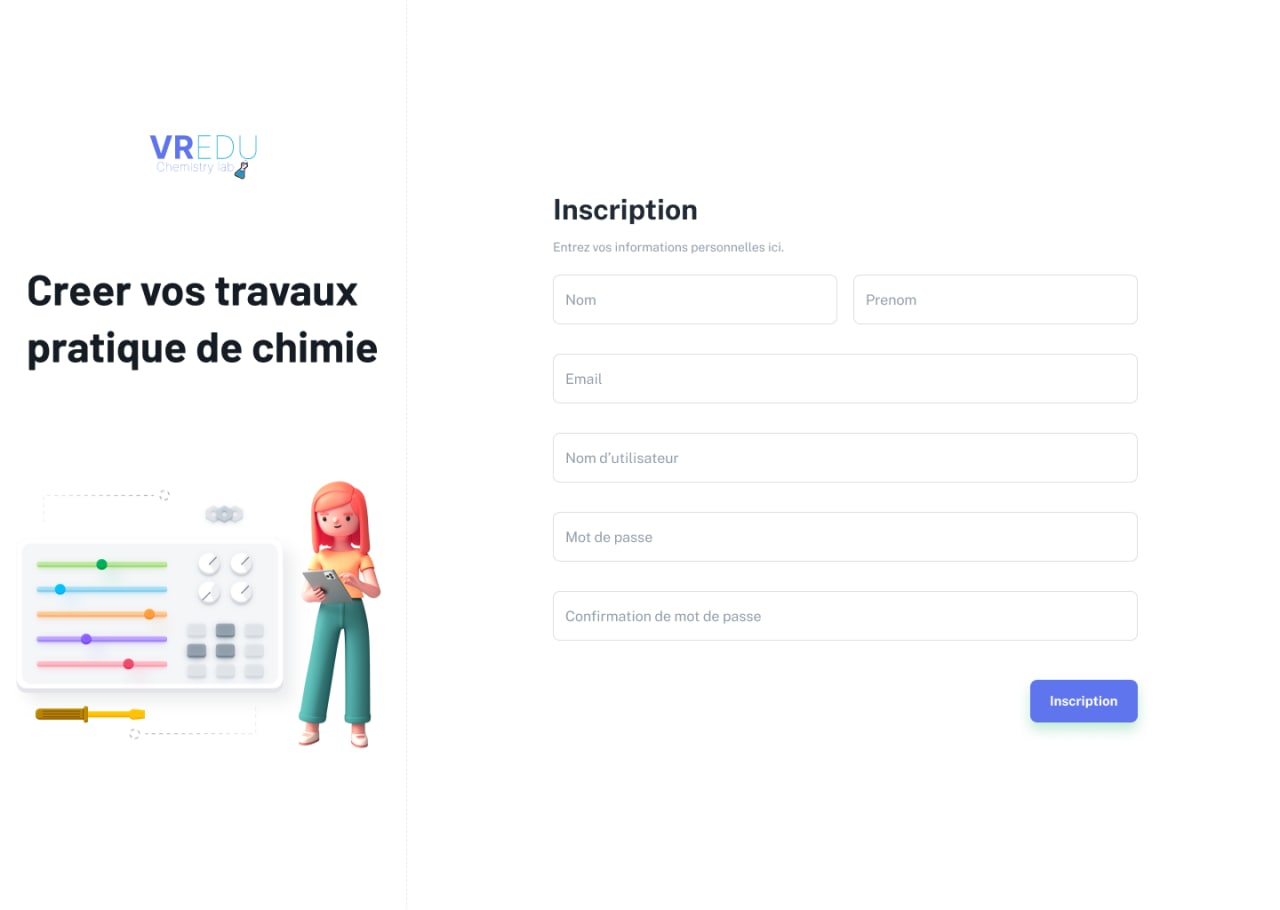 VREDU
Chemistry lab
Creer vos travaux
pratique de chimie
Inscription
Entrez vos informations personnelles ici.
Nom
Prenom
Email
Nom d'utilisateur
Mot de passe
Confirmation de mot de passe
Inscription